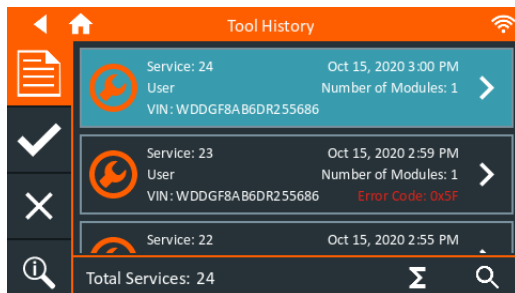 Tool History
Service: 24 Oct 15, 2020 3:00 PM
User Number of Modules: 1
VIN: WDDGF8AB6DR255686
Service: 23 Oct 15, 2020 2:59 PM
User Number of Modules: 1
VIN: WDDGF8AB6DR255686 Error Code: 0x5F
Service: 22 Oct 15, 2020 2:55 PM
Total Services: 24 Σ